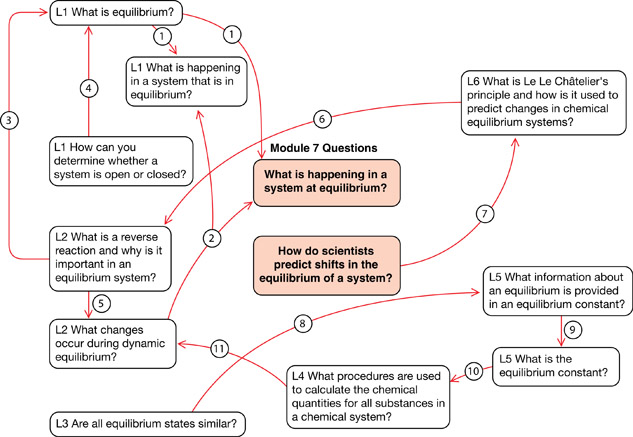 L1 What is equilibrium?
1
1
L1 What is happening
in a system that is in
equilibrium?
L6 What is Le Le Châtelier's
principle and how is it used to
predict changes in chemical
equilibrium systems?
3
4
6
L1 How can you
determine whether a
system is open or closed?
Module 7 Questions
What is happening in a
system at equilibrium?
7
L2 What is a reverse
reaction and why is it
important in an
equilibrium system?
2
How do scientists
predict shifts in the
equilibrium of a system?
L5 What information about
an equilibrium is provided
in an equilibrium constant?
5
8
9
L2 What changes
occur during dynamic
equilibrium?
11
L5 What is the
equilibrium constant?
10
L4 What procedures are used
to calculate the chemical
quantities for all substances in
a chemical system?
L3 Are all equilibrium states similar?